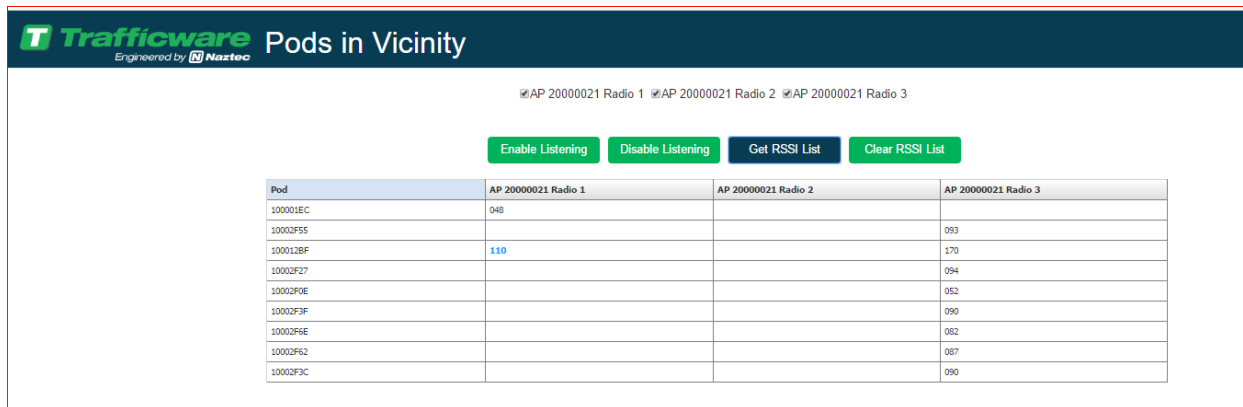 T Trafficware Pods in Vicinity
Engineered by N Naztec
AP 20000021 Radio 1 AP 20000021 Radio 2 AP 20000021 Radio 3
Enable Listening Disable Listening Get RSSI List Clear RSSI List
Pod AP 20000021 Radio 1 AP 20000021 Radio 2 AP 20000021 Radio 3
100001EC 048
10002F55 093
100012BF 110 170
10002F27 094
10002F0E 052
10002F3F 090
10002F6E 082
10002F62 087
10002F3C 090